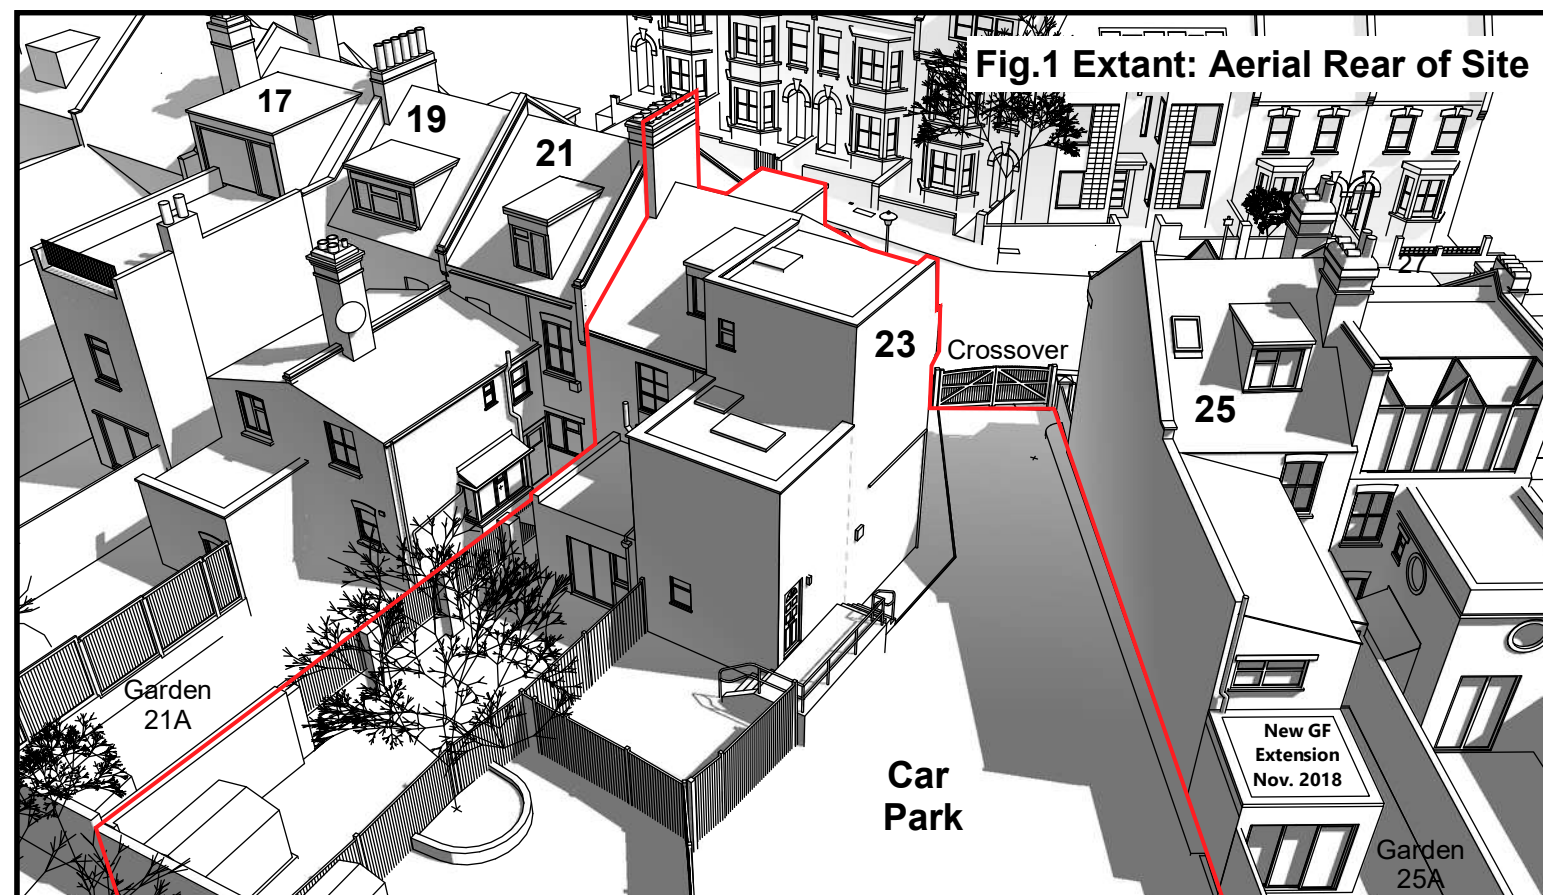 Fig.1 Extant: Aerial Rear of Site
17
19
21
27
23
Crossover
25
Garden
21A
New GF
Extension
Nov. 2018
Car
Park
Garden
25A